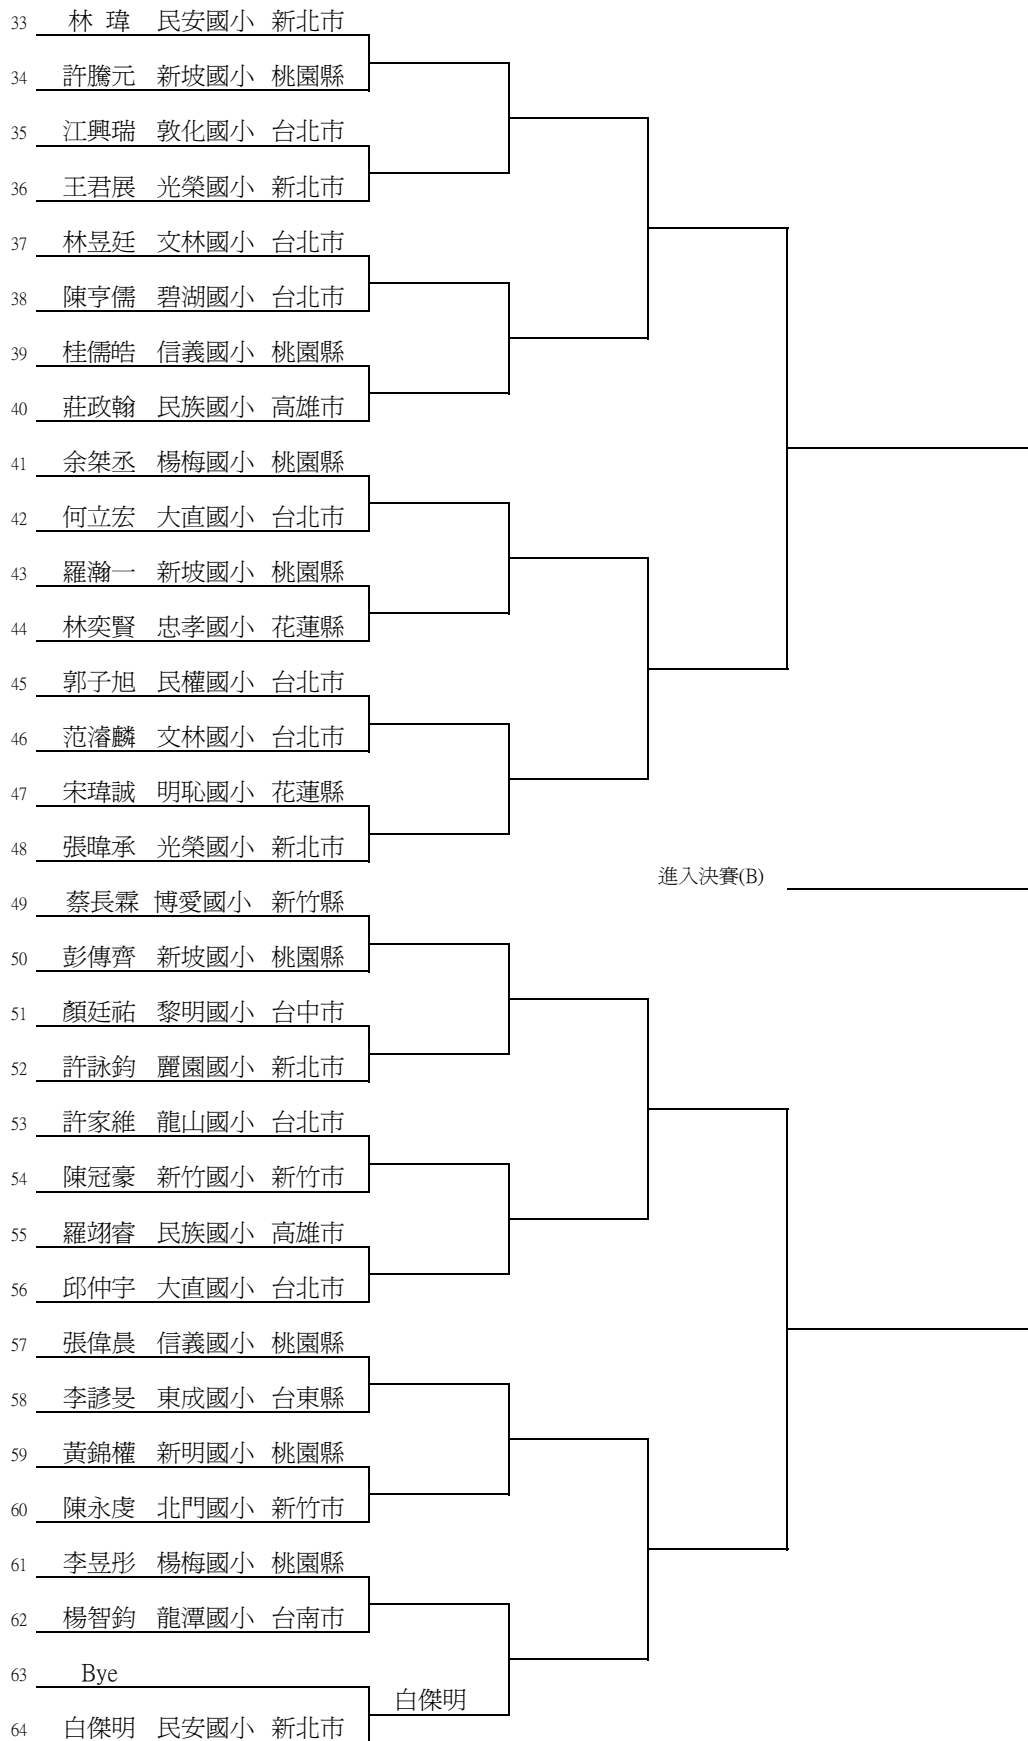 33 林 瑋 民安國小 新北市
34 許騰元 新坡國小 桃園縣
35 江興瑞 敦化國小 台北市
36 王君展 光榮國小 新北市
37 林昱廷 文林國小 台北市
38 陳亨儒 碧湖國小 台北市
39 桂儒皓 信義國小 桃園縣
40 莊政翰 民族國小 高雄市
41 余桀丞 楊梅國小 桃園縣
42 何立宏 大直國小 台北市
43 羅瀚一 新坡國小 桃園縣
44 林奕賢 忠孝國小 花蓮縣
45 郭子旭 民權國小 台北市
46 范濬麟 文林國小 台北市
47 宋瑋誠 明恥國小 花蓮縣
48 張暐承 光榮國小 新北市
進入決賽(B)
49 蔡長霖 博愛國小 新竹縣
50 彭傳齊 新坡國小 桃園縣
51 顏廷祐 黎明國小 台中市
52 許詠鈞 麗園國小 新北市
53 許家維 龍山國小 台北市
54 陳冠豪 新竹國小 新竹市
55 羅翊睿 民族國小 高雄市
56 邱仲宇 大直國小 台北市
57 張偉晨 信義國小 桃園縣
58 李諺旻 東成國小 台東縣
59 黃錦權 新明國小 桃園縣
60 陳永虔 北門國小 新竹市
61 李昱彤 楊梅國小 桃園縣
62 楊智鈞 龍潭國小 台南市
63 Bye
白傑明
64 白傑明 民安國小 新北市